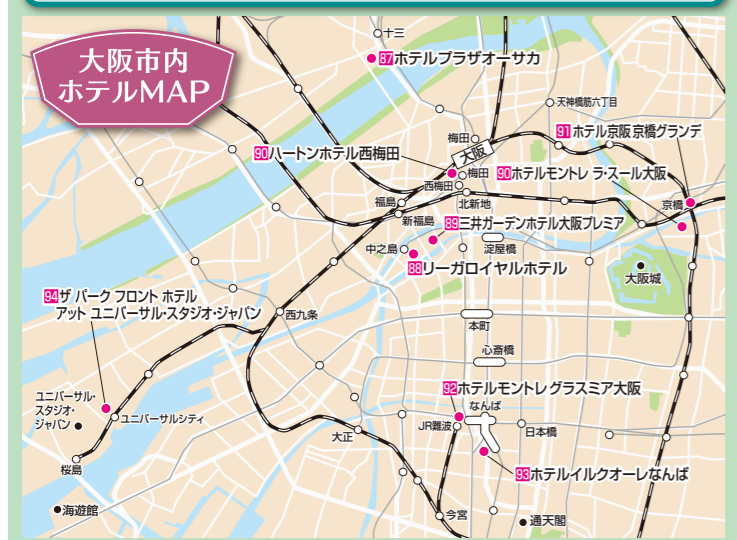 大阪市内
ホテルMAP
十三
87ホテルプラザオーサカ
天神橋筋六丁目
91ホテル京阪京橋グランデ
梅田
大阪
90ハートンホテル西梅田
梅田
90ホテルモントレ ラ・スール大阪
西梅田
福島
北新地
京橋
新福島
89三井ガーデンホテル大阪プレミア
中之島
淀屋橋
88リーガロイヤルホテル
大阪城
94ザ パーク フロント ホテル
アット ユニバーサル・スタジオ・ジャパン
西九条
本町
心斎橋
92ホテルモントレ グラスミア大阪
ユニバーサル・
スタジオ・
ジャパン
ユニバーサルシティ
なんば
JR難波
日本橋
大正
桜島
93ホテルイルクオーレなんば
海遊館
今宮
通天閣